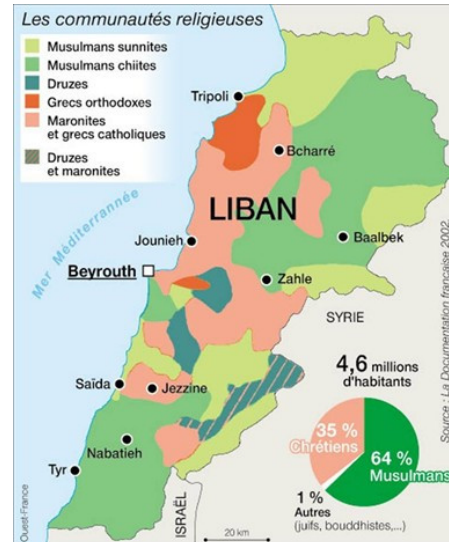 Les communautés religieuses
Musulmans sunnites
Musulmans chiites
Druzes
Grecs orthodoxes
Maronites
et grecs catholiques
Druzes
et maronites
Tripoli
Bcharré
LIBAN
Mer Méditerrannée
Jounieh
Baalbek
Beyrouth
Zahle
SYRIE
Saïda
Jezzine
4,6 millions
d'habitants
35 %
Chrétiens
64 %
Musulmans
Nabatieh
1 %
Autres
(juifs, bouddhistes,...)
Tyr
ISRAËL
20 km
Ouest-France
Source : La Documentation française 2002.